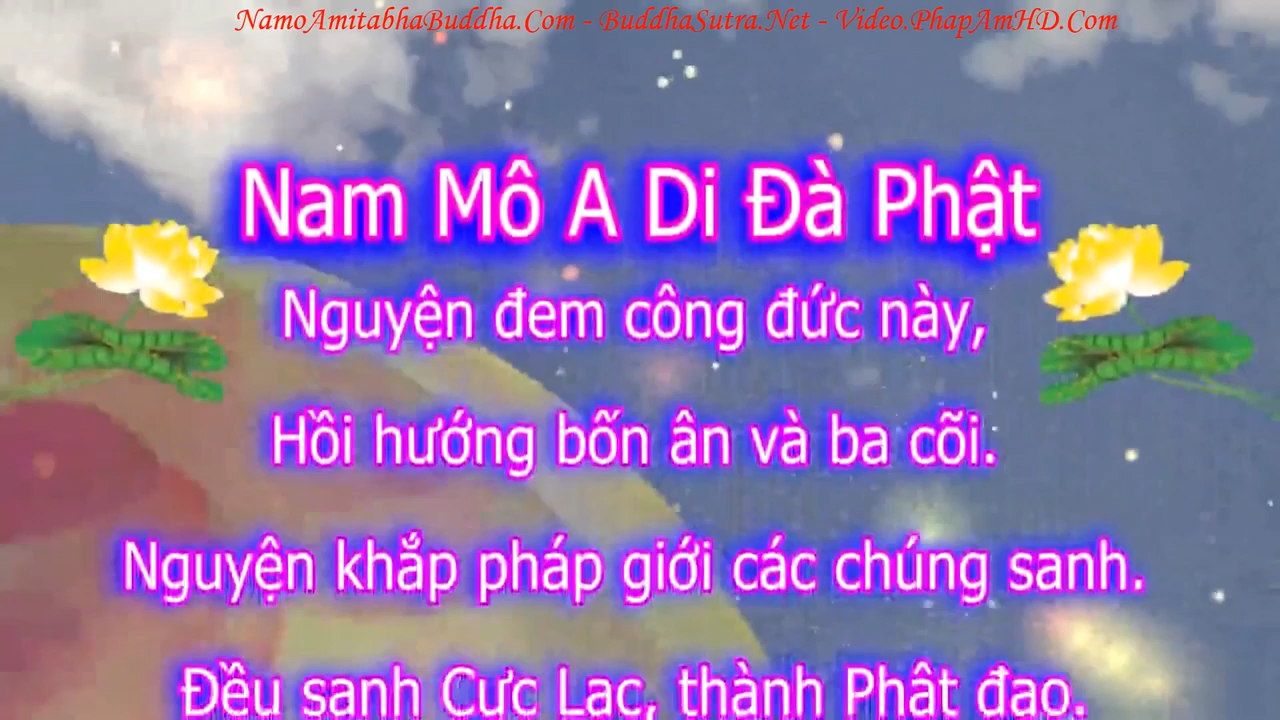 NamoAmitabhaBuddha.Com - BuddhaSutra.Net - Video.PhapAmHD.Com
Nam Mô A Di Đà Phật
Nguyện đem công đức này,
Hồi hướng bốn ân và ba cõi.
Nguyện khắp pháp giới các chúng sanh.
Đều sanh Cực Lạc, thành Phật đạo.